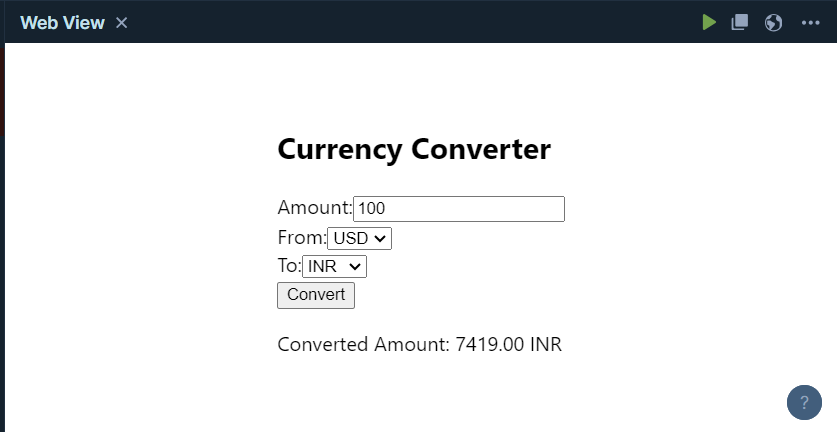 Web View
Currency Converter
Amount: 100
From: USD
To: INR
Convert
Converted Amount: 7419.00 INR
?